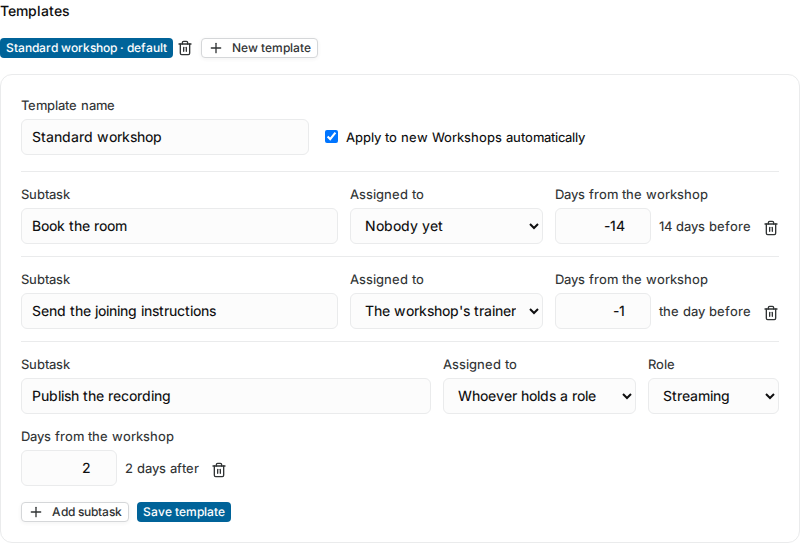 Templates
Standard workshop · default
New template
Template name
Standard workshop
Apply to new Workshops automatically
Subtask Assigned to Days from the workshop
Book the room Nobody yet -14 14 days before
Subtask Assigned to Days from the workshop
Send the joining instructions The workshop's trainer -1 the day before
Subtask Assigned to Role
Publish the recording Whoever holds a role Streaming
Days from the workshop
2 2 days after
Add subtask Save template